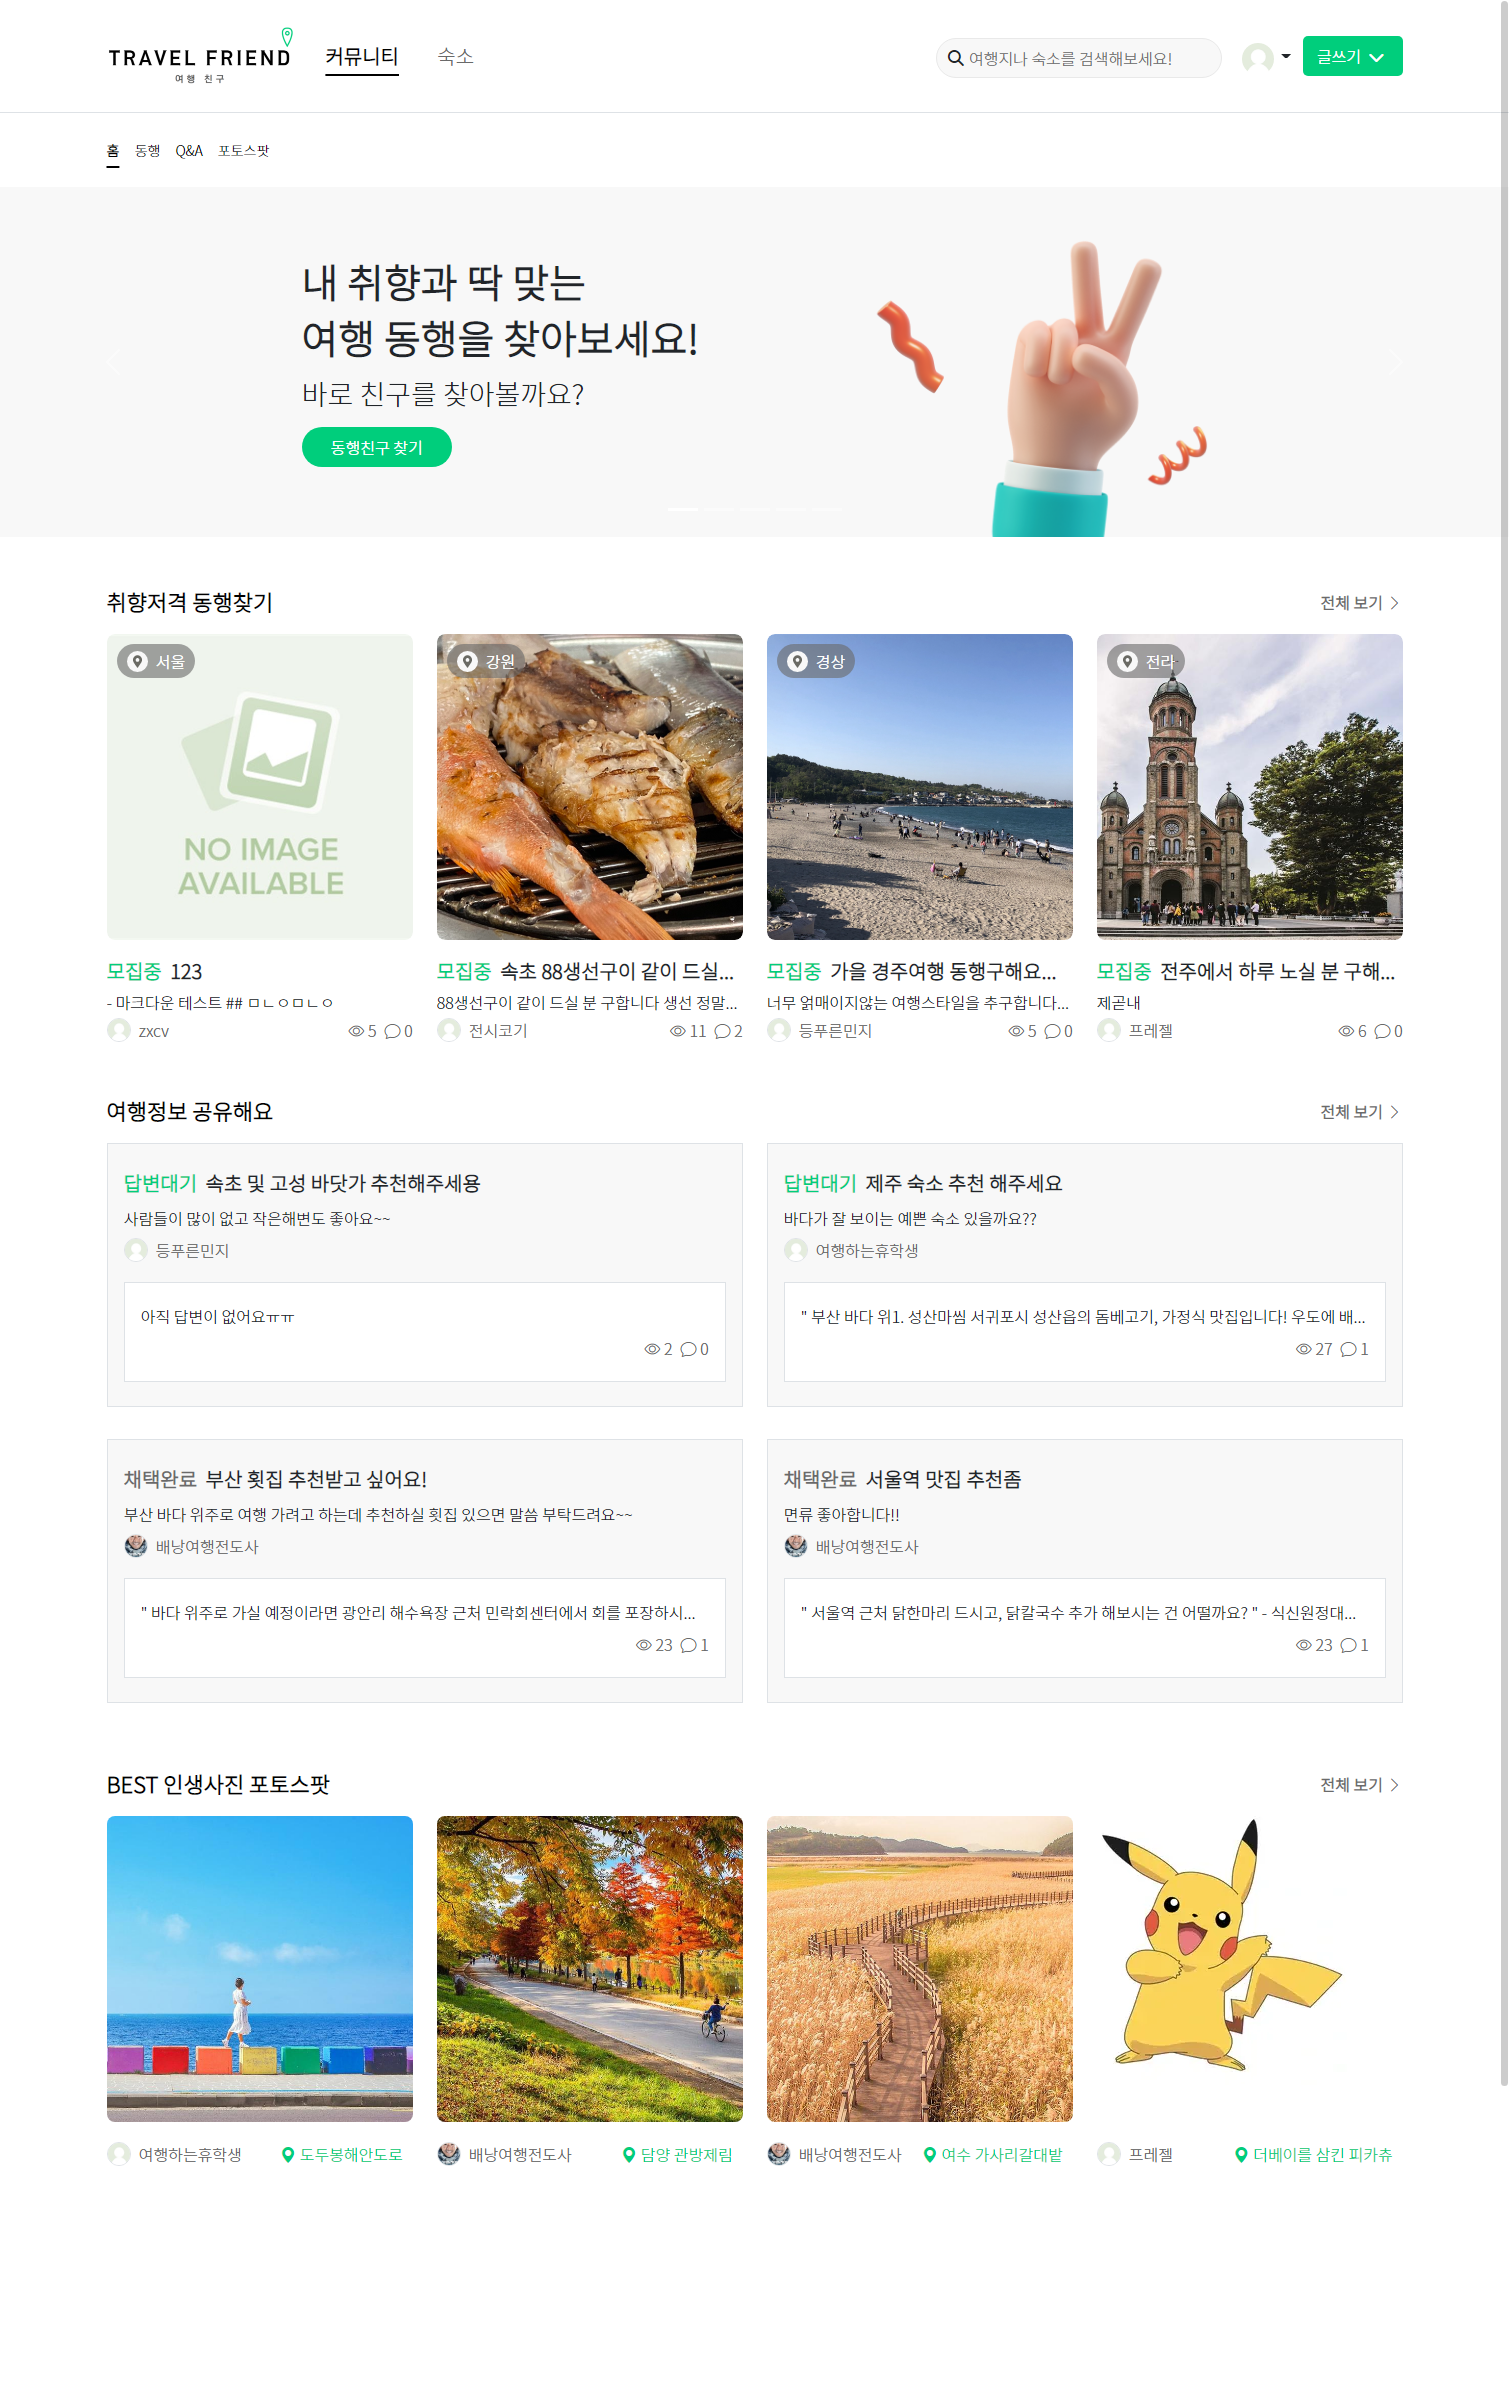 TRAVEL FRIEND
여행 친구
커뮤니티
숙소
여행지나 숙소를 검색해보세요!
글쓰기
홈
동행
Q&A
포토스팟
내 취향과 딱 맞는
여행 동행을 찾아보세요!
바로 친구를 찾아볼까요?
동행친구 찾기
취향저격 동행찾기
전체 보기
서울
NO IMAGE
AVAILABLE
모집중 123
- 마크다운 테스트 ## ㅁㄴㅇㅁㄴㅇ
zxcv
5
0
강원
모집중 속초 88생선구이 같이 드실...
88생선구이 같이 드실 분 구합니다 생선 정말...
전시코기
11
2
경상
모집중 가을 경주여행 동행구해요...
너무 얽매이지않는 여행스타일을 추구합니다...
등푸른민지
5
0
전라
모집중 전주에서 하루 노실 분 구해...
제곧내
프레젤
6
0
여행정보 공유해요
전체 보기
답변대기 속초 및 고성 바닷가 추천해주세용
사람들이 많이 없고 작은해변도 좋아요~~
등푸른민지
아직 답변이 없어요ㅠㅠ
2
0
답변대기 제주 숙소 추천 해주세요
바다가 잘 보이는 예쁜 숙소 있을까요??
여행하는휴학생
" 부산 바다 위1. 성산마씸 서귀포시 성산읍의 돔베고기, 가정식 맛집입니다! 우도에 배...
27
1
채택완료 부산 횟집 추천받고 싶어요!
부산 바다 위주로 여행 가려고 하는데 추천하실 횟집 있으면 말씀 부탁드려요~~
배낭여행전도사
" 바다 위주로 가실 예정이라면 광안리 해수욕장 근처 민락회센터에서 회를 포장하시...
23
1
채택완료 서울역 맛집 추천좀
면류 좋아합니다!!
배낭여행전도사
" 서울역 근처 닭한마리 드시고, 닭칼국수 추가 해보시는 건 어떨까요? " - 식신원정대...
23
1
BEST 인생사진 포토스팟
전체 보기
여행하는휴학생
도두봉해안도로
배낭여행전도사
담양 관방제림
배낭여행전도사
여수 가사리갈대밭
프레젤
더베이를 삼킨 피카츄